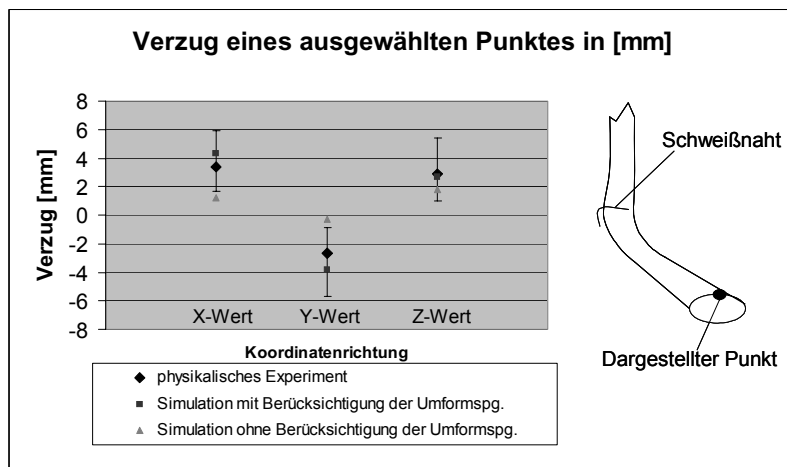 Verzug eines ausgewählten Punktes in [mm]
8
6
4
2
0
-2
-4
-6
-8
Verzug [mm]
X-Wert Y-Wert Z-Wert
Koordinatenrichtung
physikalisches Experiment
Simulation mit Berücksichtigung der Umformspg.
Simulation ohne Berücksichtigung der Umformspg.
Schweißnaht
Dargestellter Punkt